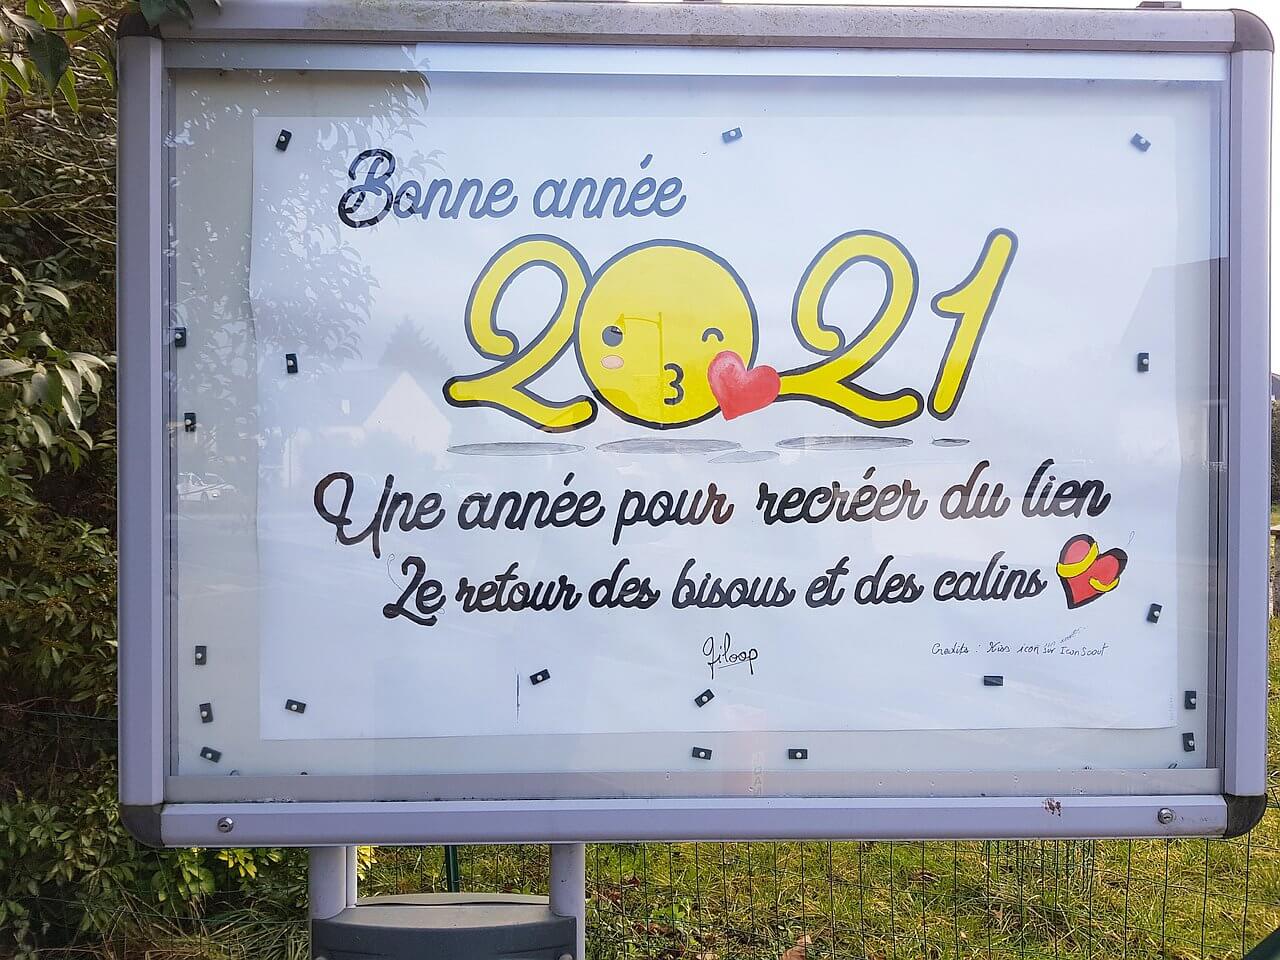 Bonne année
2021
Une année pour recréer du lien
Le retour des bisous et des calins
Giloop
Credits : Kiss icon sur IconScout